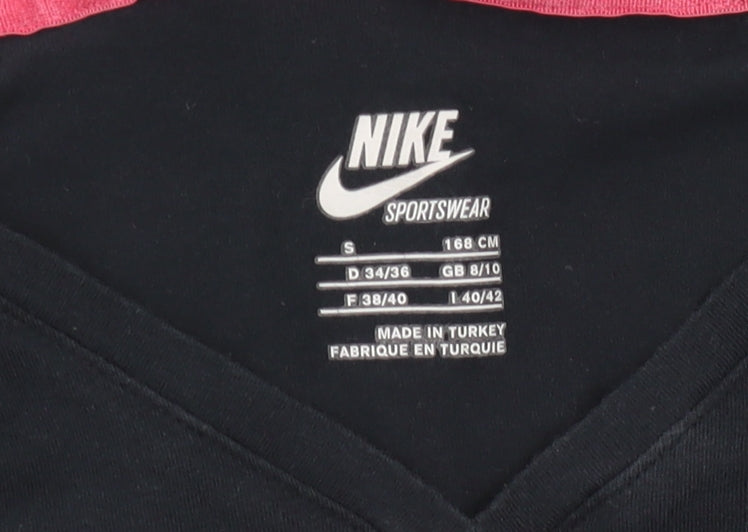 NIKE
SPORTSWEAR
S 168 CM
D 34/36 GB 8/10
F 38/40 I 40/42
MADE IN TURKEY
FABRIQUE EN TURQUIE